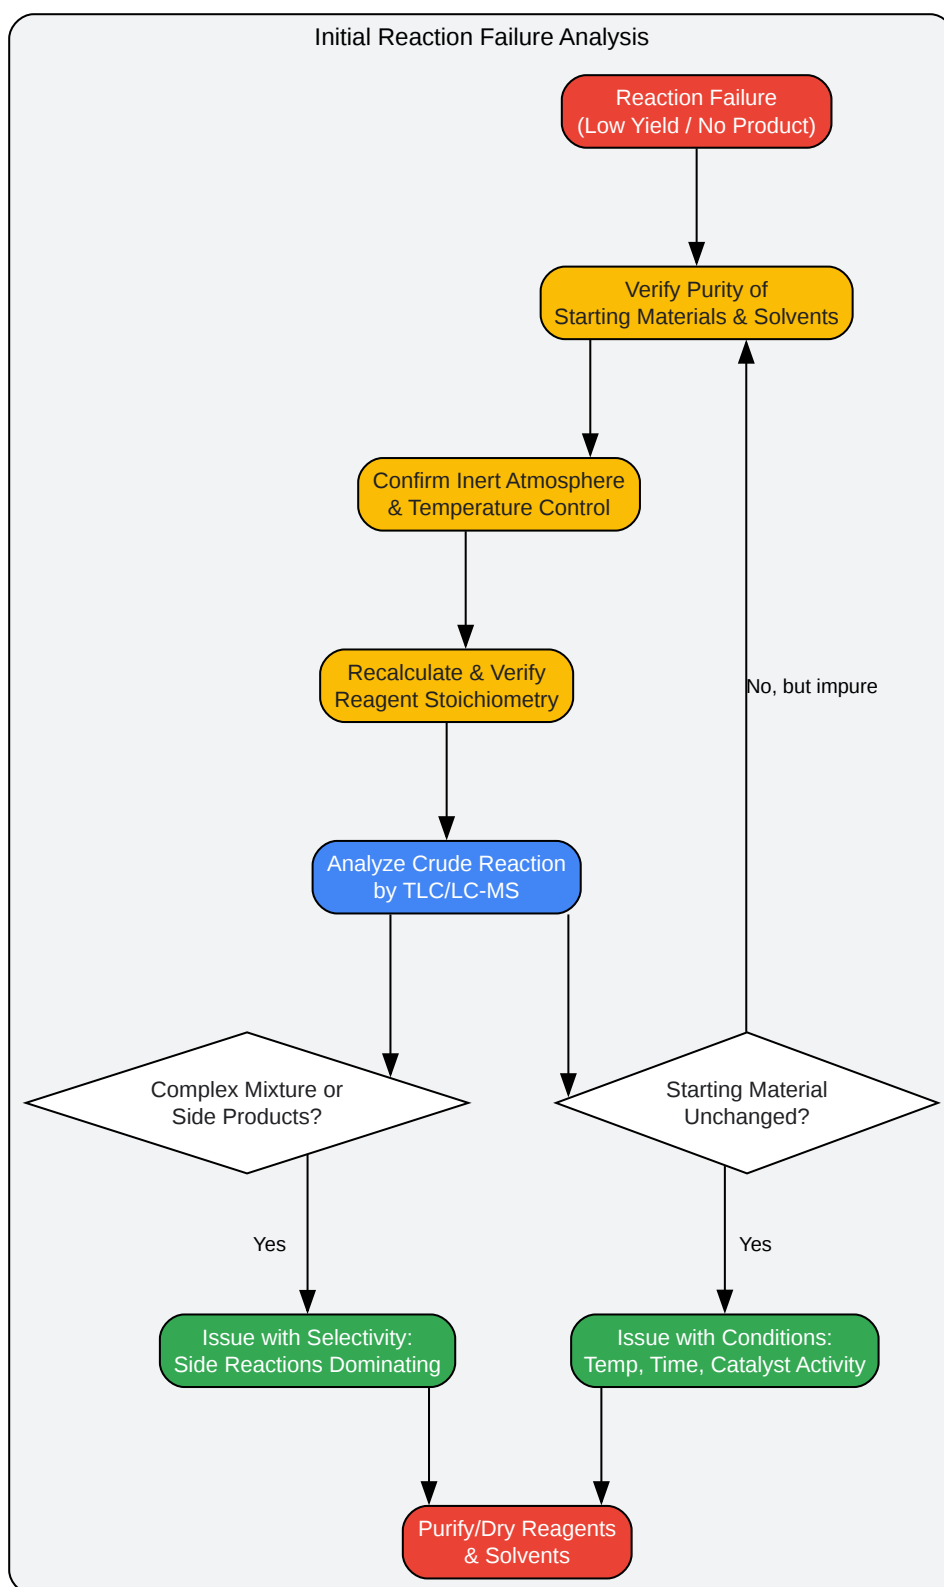 Initial Reaction Failure Analysis
Reaction Failure
(Low Yield / No Product)
Verify Purity of
Starting Materials & Solvents
Confirm Inert Atmosphere
& Temperature Control
Recalculate & Verify
Reagent Stoichiometry
No, but impure
Analyze Crude Reaction
by TLC/LC-MS
Complex Mixture or
Side Products?
Starting Material
Unchanged?
Yes
Yes
Issue with Selectivity:
Side Reactions Dominating
Issue with Conditions:
Temp, Time, Catalyst Activity
Purify/Dry Reagents
& Solvents